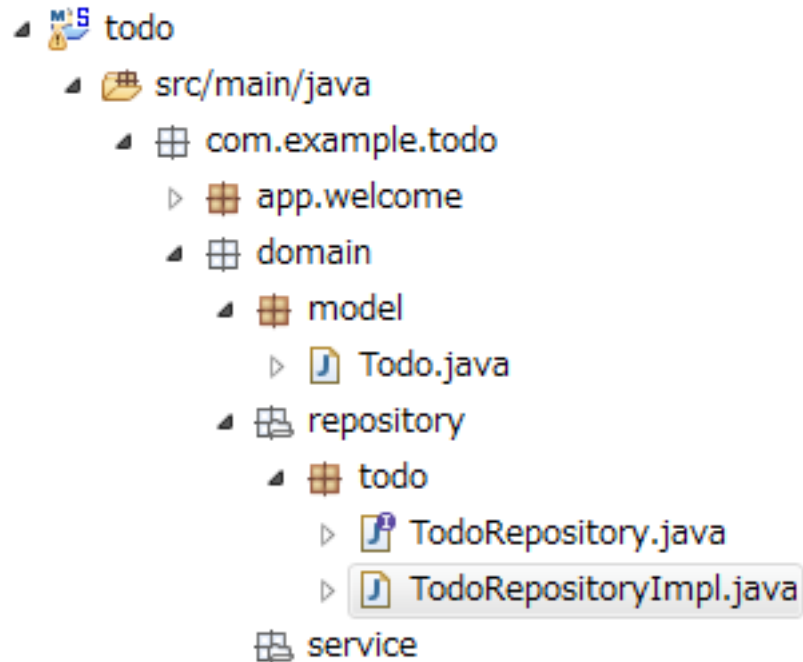 todo
src/main/java
com.example.todo
app.welcome
domain
model
Todo.java
repository
todo
TodoRepository.java
TodoRepositoryImpl.java
service